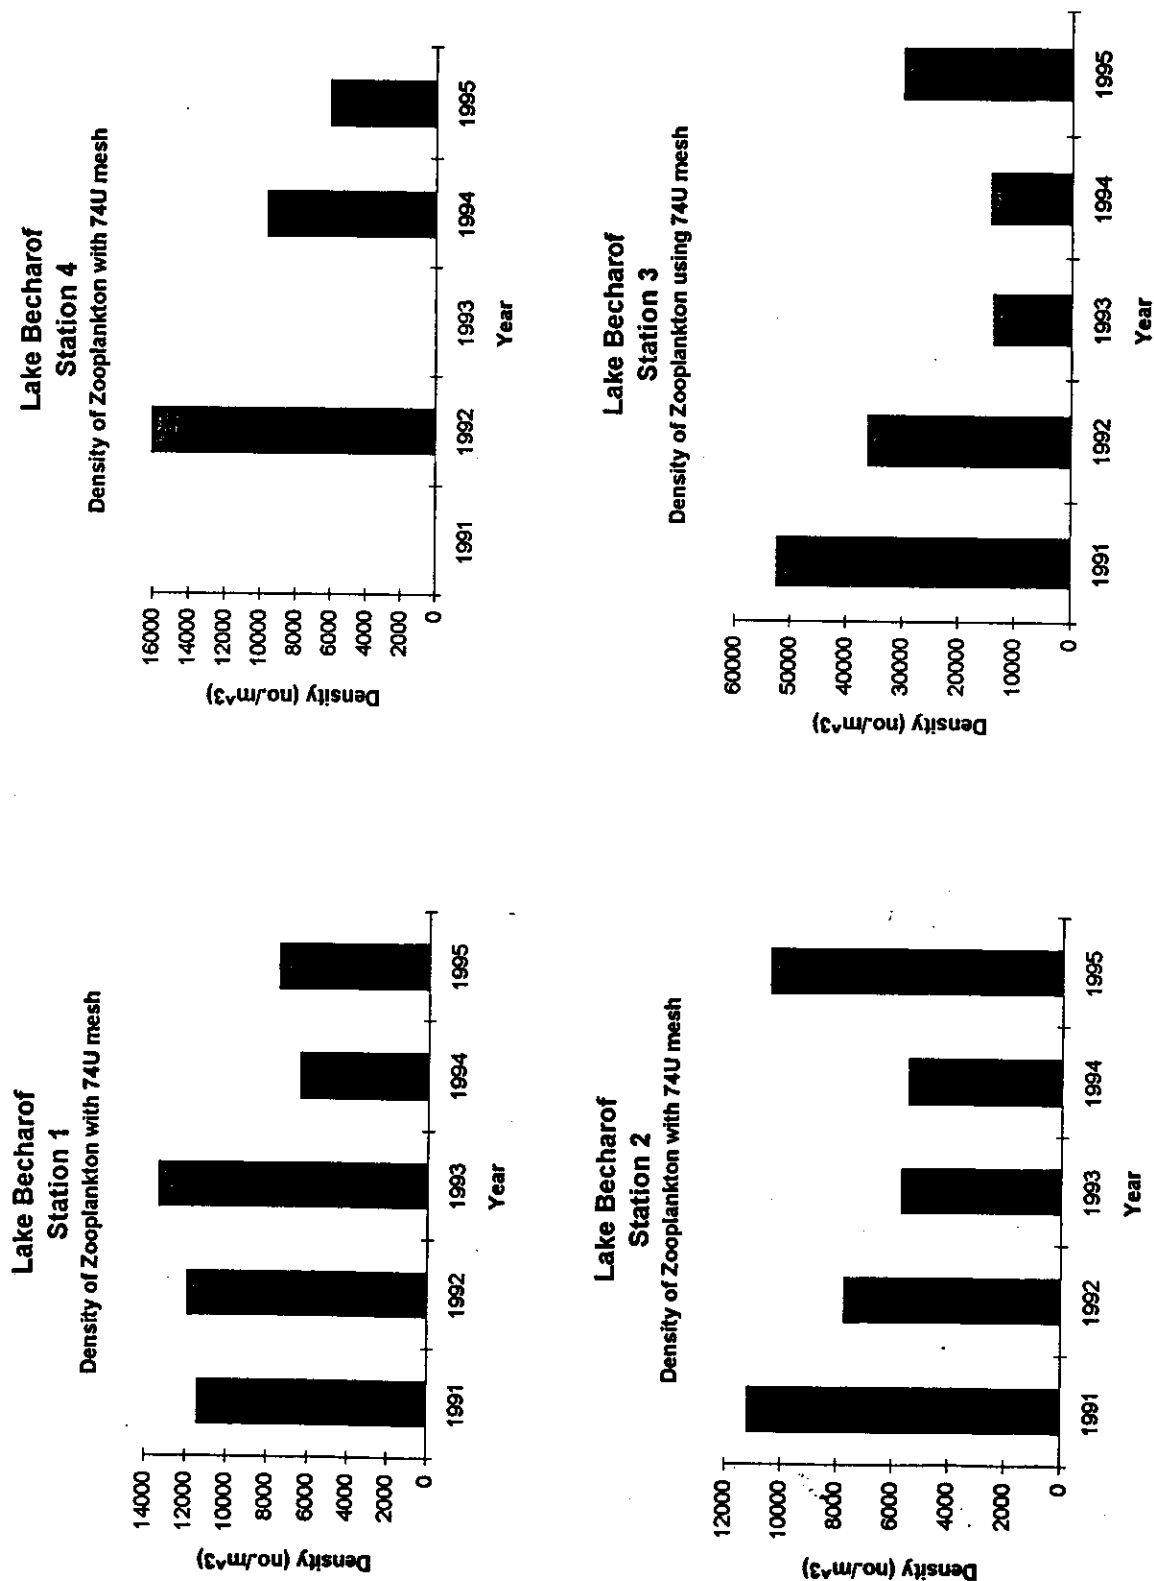 Lake Becharof
Station 1
Density of Zooplankton with 74U mesh
Density (no./m^3)
14000
12000
10000
8000
6000
4000
2000
0
1991
1992
1993
1994
1995
Year
Lake Becharof
Station 4
Density of Zooplankton with 74U mesh
Density (no./m^3)
16000
14000
12000
10000
8000
6000
4000
2000
0
1991
1992
1993
1994
1995
Year
Lake Becharof
Station 2
Density of Zooplankton with 74U mesh
Density (no./m^3)
12000
10000
8000
6000
4000
2000
0
1991
1992
1993
1994
1995
Year
Lake Becharof
Station 3
Density of Zooplankton using 74U mesh
Density (no./m^3)
60000
50000
40000
30000
20000
10000
0
1991
1992
1993
1994
1995
Year